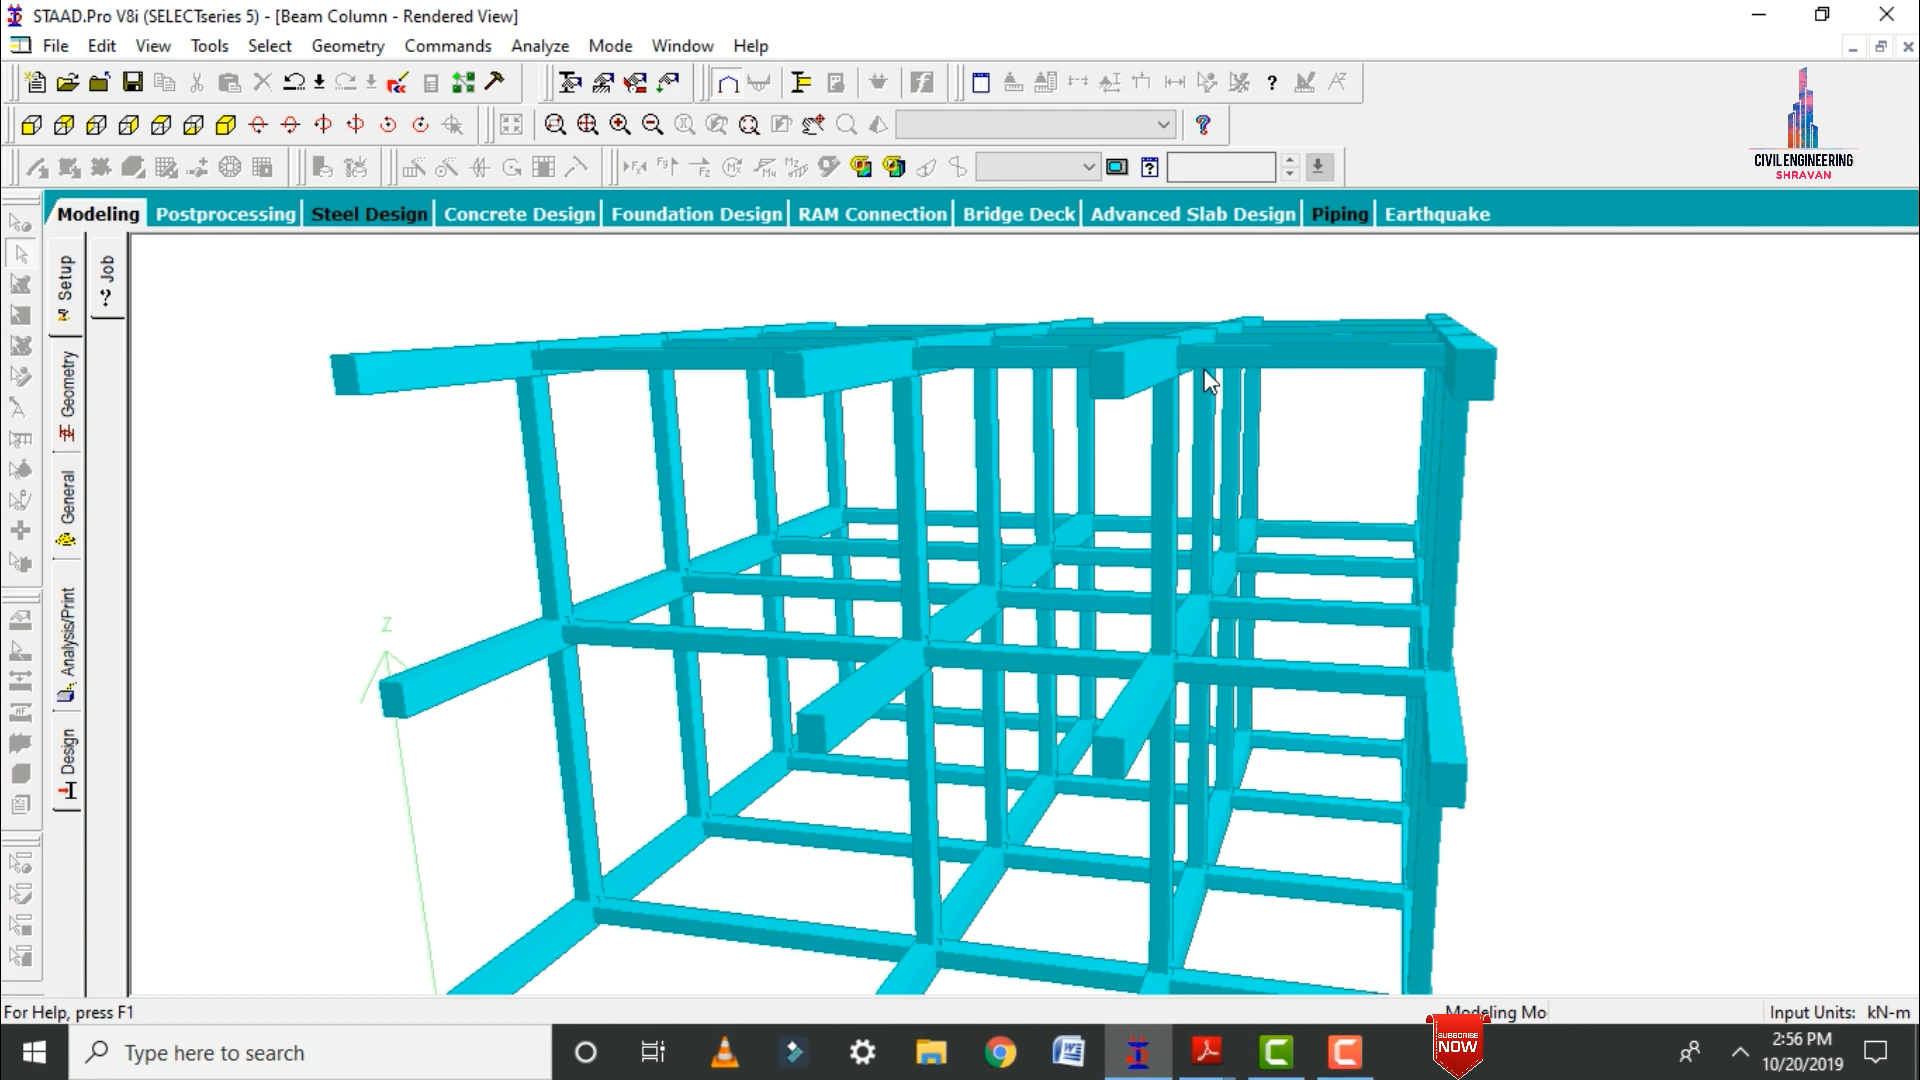 STAAD.Pro V8i (SELECTseries 5) - [Beam Column - Rendered View]
File Edit View Tools Select Geometry Commands Analyze Mode Window Help
CIVIL ENGINEERING
SHRAVAN
Modeling Postprocessing Steel Design Concrete Design Foundation Design RAM Connection Bridge Deck Advanced Slab Design Piping Earthquake
Setup
Job
Geometry
General
Analysis/Print
Design
Z
For Help, press F1
Modeling Mo
Input Units: kN-m
Type here to search
SUBSCRIBE
NOW
2:56 PM
10/20/2019